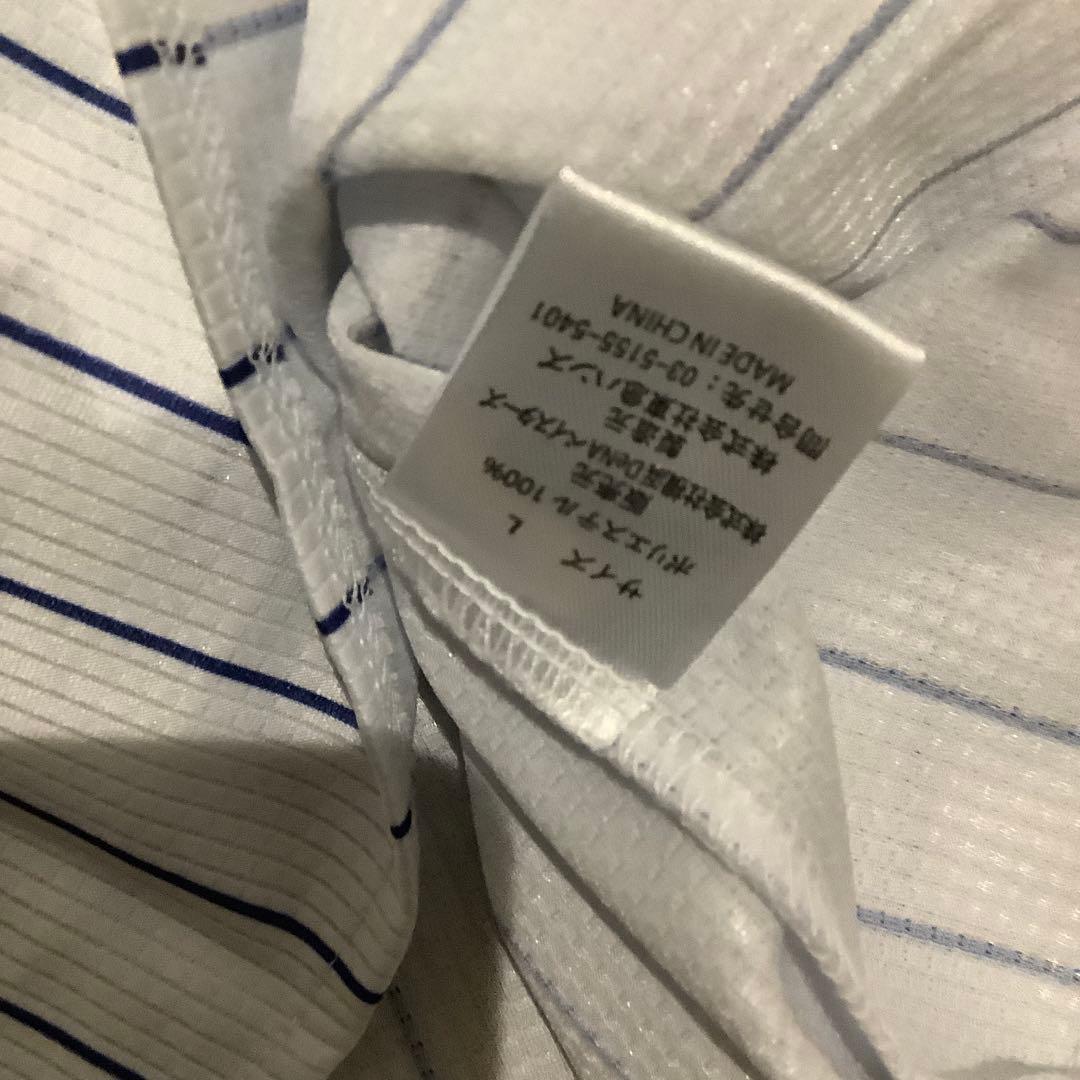 サイズ L
ポリエステル 100%
販売元
株式会社横浜DeNAベイスターズ
製造元
株式会社東急ハンズ
問合せ先：03-5155-5401
MADE IN CHINA